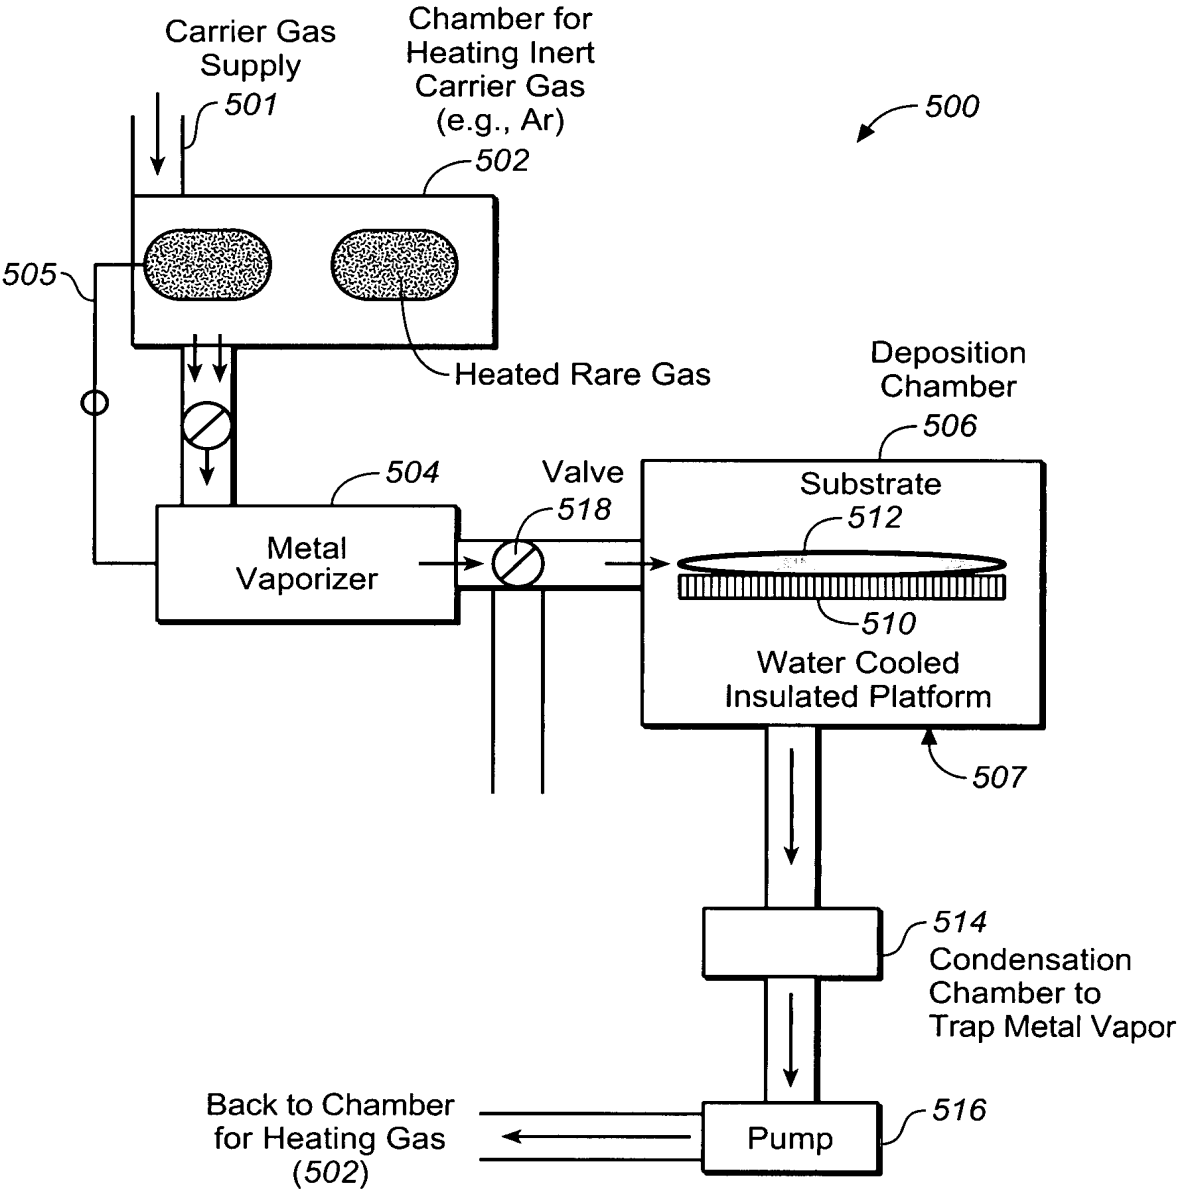 Carrier Gas
Supply
501
Chamber for
Heating Inert
Carrier Gas
(e.g., Ar)
502
500
505
Heated Rare Gas
Deposition
Chamber
506
504
Valve
518
Metal
Vaporizer
Substrate
512
510
Water Cooled
Insulated Platform
507
514
Condensation
Chamber to
Trap Metal Vapor
Back to Chamber
for Heating Gas
(502)
Pump
516